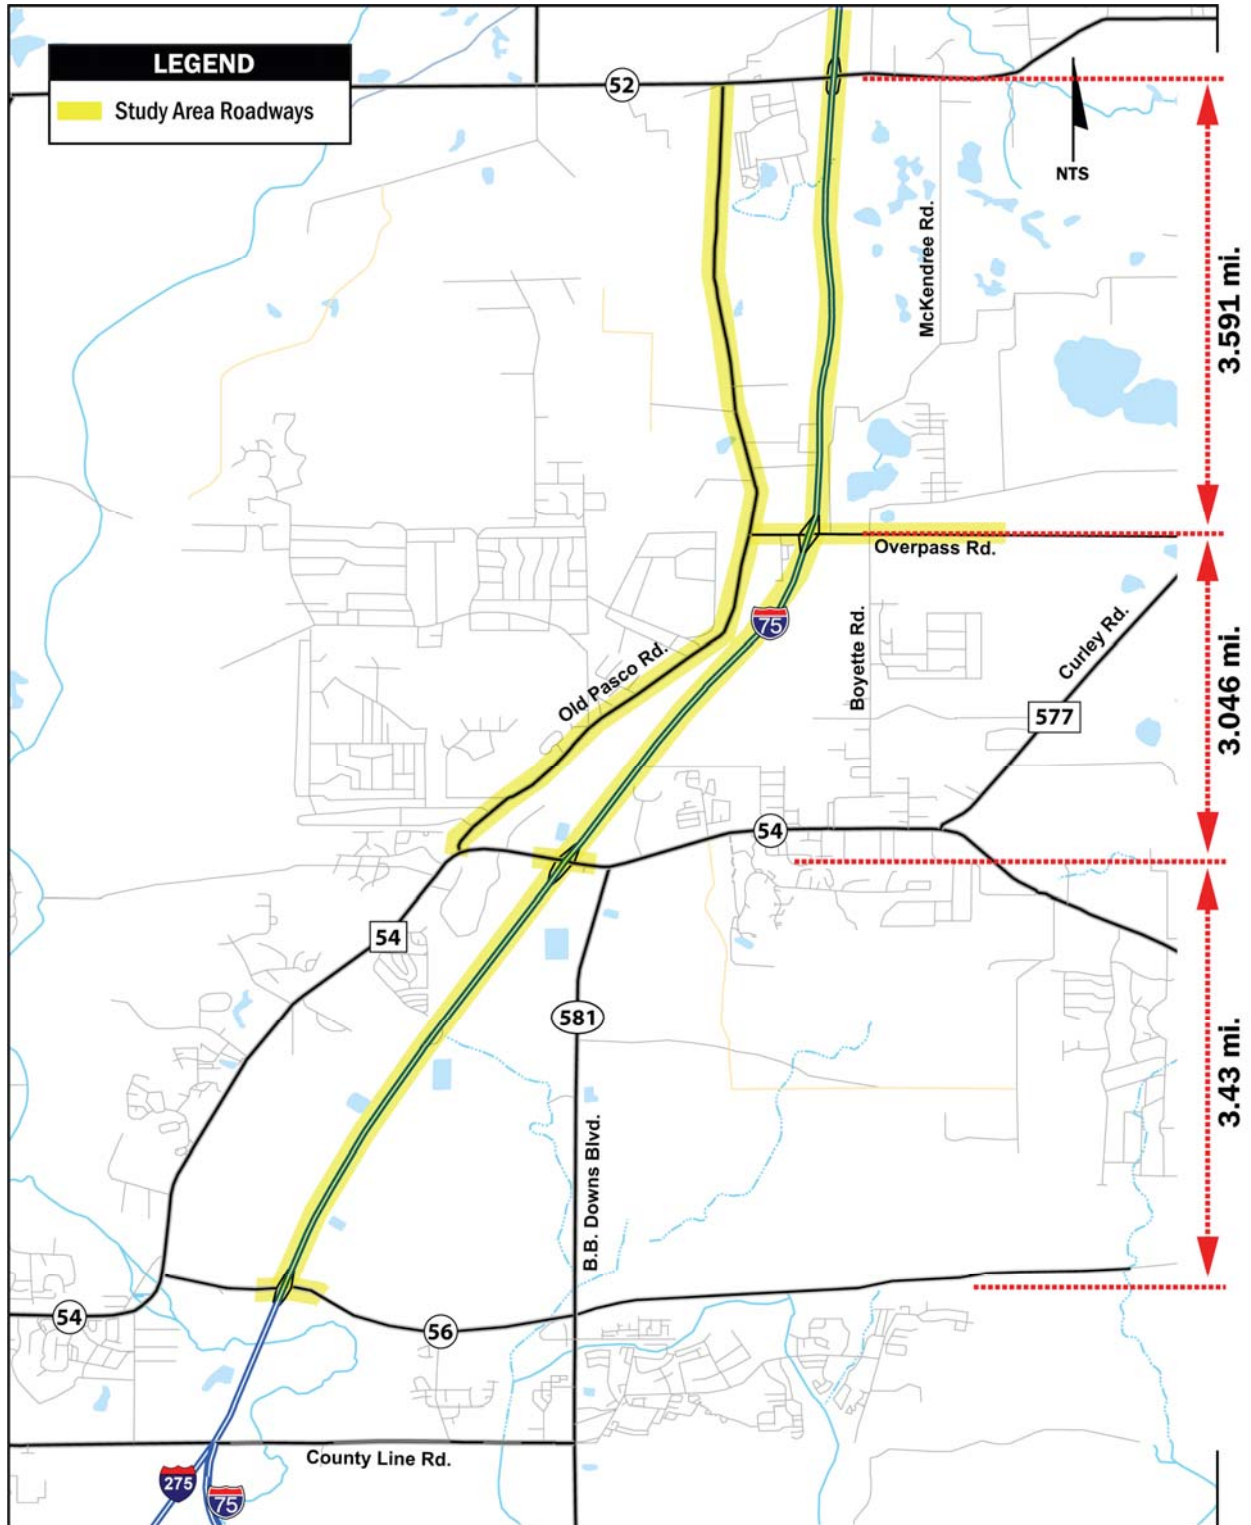 LEGEND
Study Area Roadways
52
NTS
McKendree Rd.
3.591 mi.
Overpass Rd.
75
Boyette Rd.
Curley Rd.
Old Pasco Rd.
577
3.046 mi.
54
54
581
3.43 mi.
B.B. Downs Blvd.
54
56
County Line Rd.
275
75